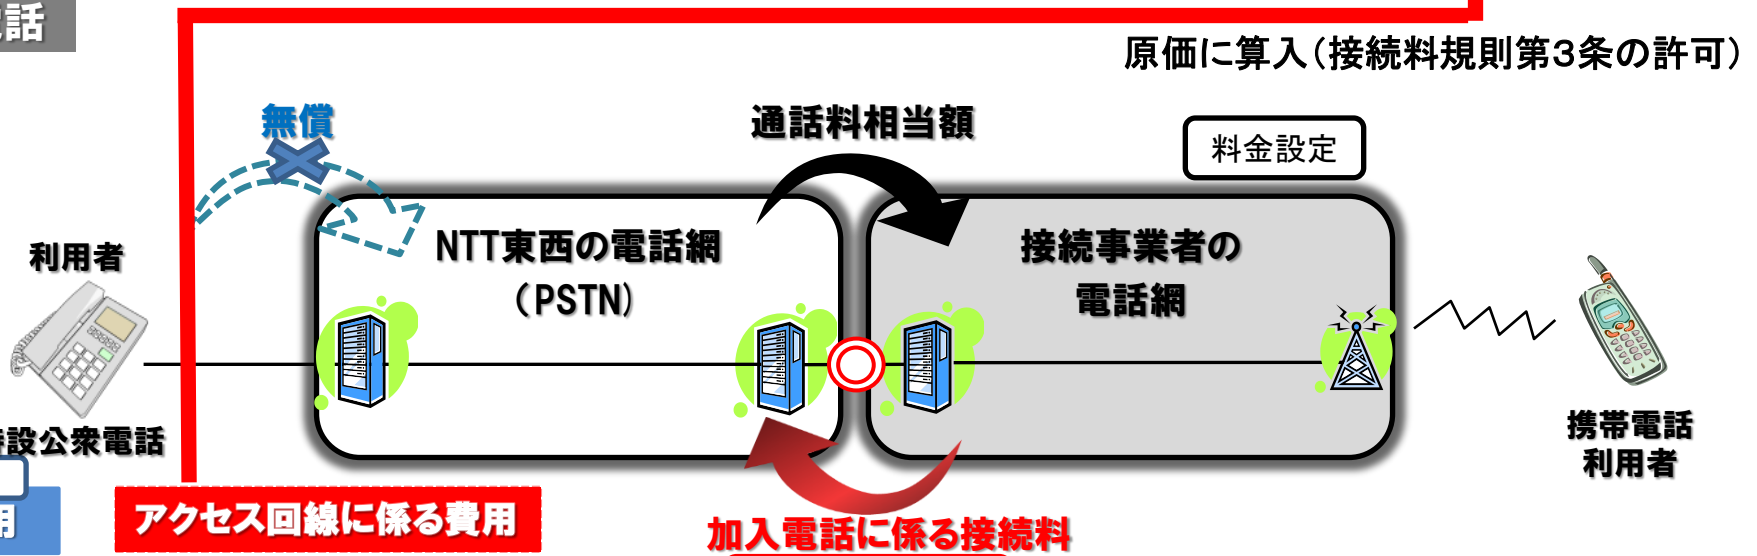 話
原価に算入(接続料規則第3条の許可)
無償
通話料相当額
料金設定
利用者
NTT東西の電話網
(PSTN)
接続事業者の
電話網
設公衆電話
携帯電話
利用者
用
アクセス回線に係る費用
加入電話に係る接続料